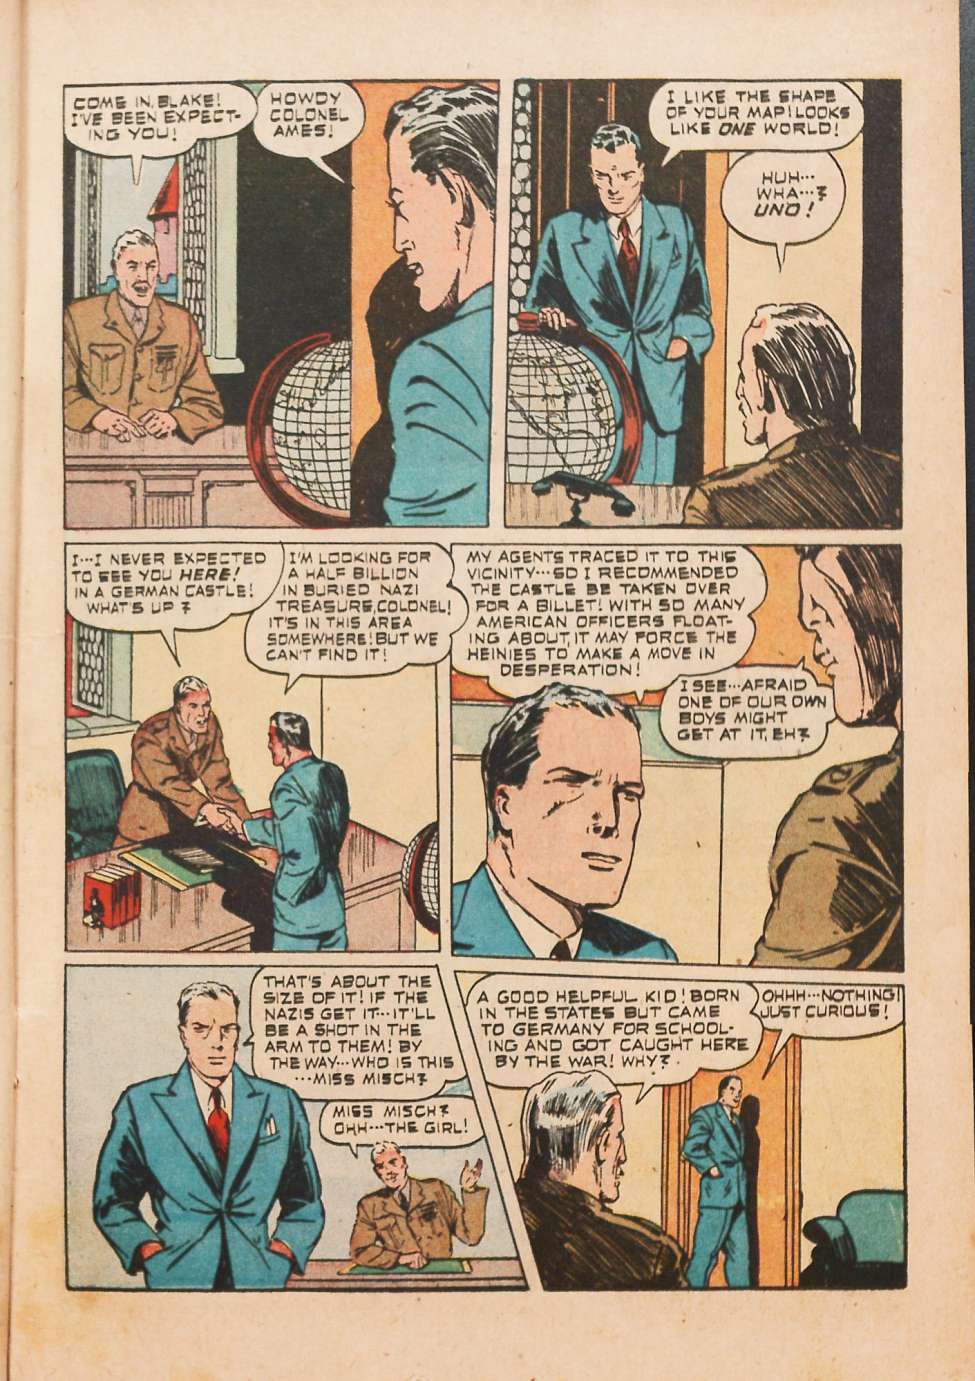 COME IN, BLAKE!
I'VE BEEN EXPECT-
ING YOU!
HOWDY
COLONEL
AMES!
I LIKE THE SHAPE
OF YOUR MAP! LOOKS
LIKE ONE WORLD!
HUH...
WHA...?
UNO!
I...I NEVER EXPECTED
TO SEE YOU HERE!
IN A GERMAN CASTLE!
WHAT'S UP?
I'M LOOKING FOR
A HALF BILLION
IN BURIED NAZI
TREASURE, COLONEL!
IT'S IN THIS AREA
SOMEWHERE! BUT WE
CAN'T FIND IT!
MY AGENTS TRACED IT TO THIS
VICINITY...SO I RECOMMENDED
THE CASTLE BE TAKEN OVER
FOR A BILLET! WITH SO MANY
AMERICAN OFFICERS FLOAT-
ING ABOUT, IT MAY FORCE THE
HEINIES TO MAKE A MOVE IN
DESPERATION!
I SEE...AFRAID
ONE OF OUR OWN
BOYS MIGHT
GET AT IT, EH?
THAT'S ABOUT THE
SIZE OF IT! IF THE
NAZIS GET IT...IT'LL
BE A SHOT IN THE
ARM TO THEM! BY
THE WAY...WHO IS THIS
...MISS MISCH?
MISS MISCH?
OHH...THE GIRL!
A GOOD HELPFUL KID! BORN
IN THE STATES BUT CAME
TO GERMANY FOR SCHOOL-
ING AND GOT CAUGHT HERE
BY THE WAR! WHY?
OHHH...NOTHING!
JUST CURIOUS!